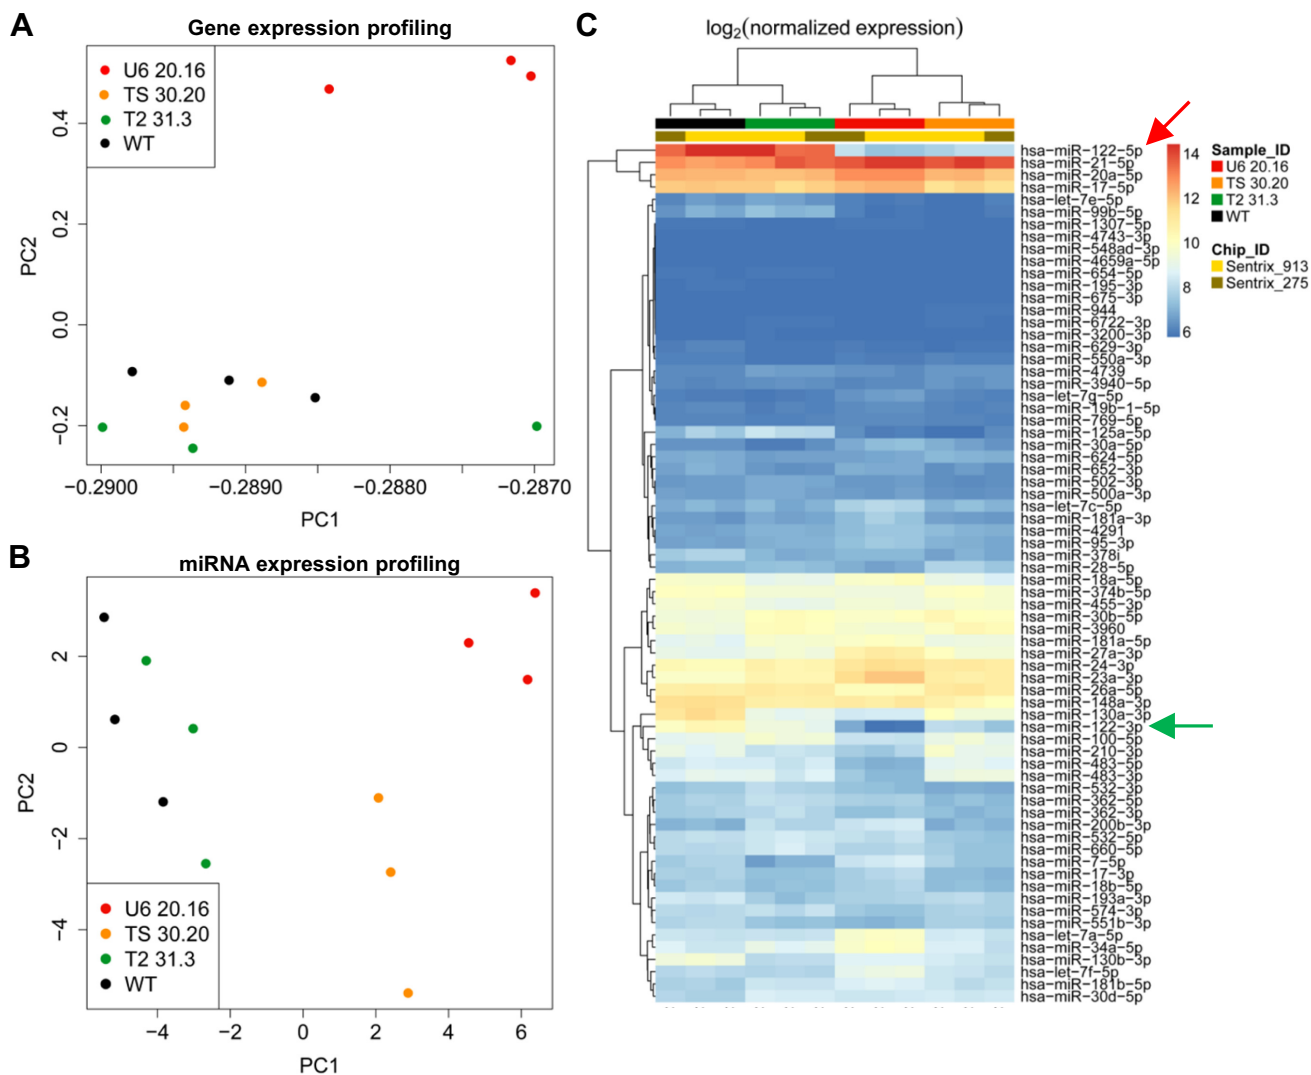 A
Gene expression profiling
U6 20.16
TS 30.20
T2 31.3
WT
PC2
0.4
0.2
0.0
−0.2
−0.2900
−0.2890
−0.2880
−0.2870
PC1
B
miRNA expression profiling
PC2
2
0
−2
−4
U6 20.16
TS 30.20
T2 31.3
WT
−4
−2
0
2
4
6
PC1
C
log2(normalized expression)
hsa−miR−122−5p
hsa−miR−21−5p
hsa−miR−20a−5p
hsa−miR−17−5p
hsa−let−7e−5p
hsa−miR−99b−5p
hsa−miR−1307−5p
hsa−miR−4743−3p
hsa−miR−548ad−3p
hsa−miR−4659a−5p
hsa−miR−654−5p
hsa−miR−195−3p
hsa−miR−675−3p
hsa−miR−944
hsa−miR−6722−3p
hsa−miR−3200−3p
hsa−miR−629−3p
hsa−miR−550a−3p
hsa−miR−4739
hsa−miR−3940−5p
hsa−let−7g−5p
hsa−miR−19b−1−5p
hsa−miR−769−5p
hsa−miR−125a−5p
hsa−miR−30a−5p
hsa−miR−624−5p
hsa−miR−652−3p
hsa−miR−502−3p
hsa−miR−500a−3p
hsa−let−7c−5p
hsa−miR−181a−3p
hsa−miR−4291
hsa−miR−95−3p
hsa−miR−378i
hsa−miR−28−5p
hsa−miR−18a−5p
hsa−miR−374b−5p
hsa−miR−455−3p
hsa−miR−30b−5p
hsa−miR−3960
hsa−miR−181a−5p
hsa−miR−27a−3p
hsa−miR−24−3p
hsa−miR−23a−3p
hsa−miR−26a−5p
hsa−miR−148a−3p
hsa−miR−130a−3p
hsa−miR−122−3p
hsa−miR−100−5p
hsa−miR−210−3p
hsa−miR−483−5p
hsa−miR−483−3p
hsa−miR−532−3p
hsa−miR−362−5p
hsa−miR−362−3p
hsa−miR−200b−3p
hsa−miR−532−5p
hsa−miR−660−5p
hsa−miR−7−5p
hsa−miR−17−3p
hsa−miR−18b−5p
hsa−miR−193a−3p
hsa−miR−574−3p
hsa−miR−551b−3p
hsa−let−7a−5p
hsa−miR−34a−5p
hsa−miR−130b−3p
hsa−let−7f−5p
hsa−miR−181b−5p
hsa−miR−30d−5p
14
12
10
8
6
Sample_ID
U6 20.16
TS 30.20
T2 31.3
WT
Chip_ID
Sentrix_913
Sentrix_275